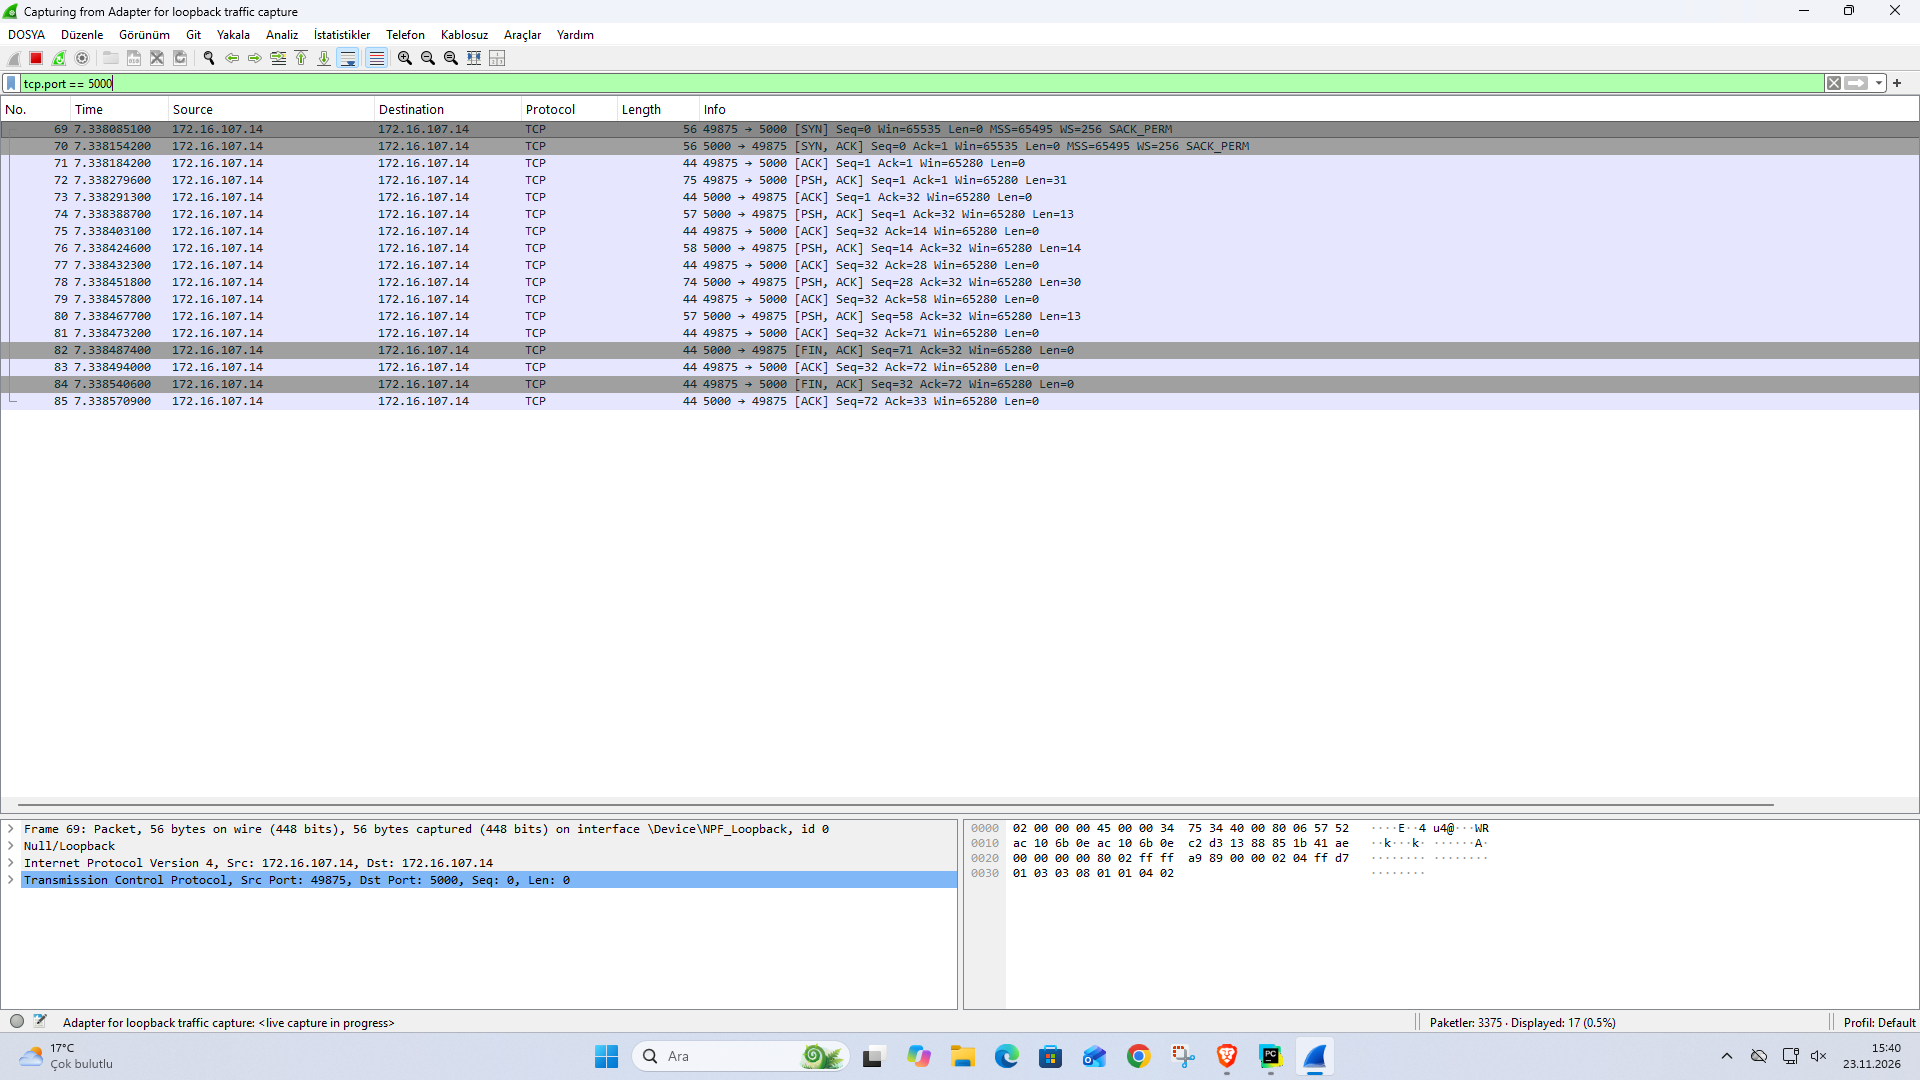 Capturing from Adapter for loopback traffic capture
DOSYA Düzenle Görünüm Git Yakala Analiz İstatistikler Telefon Kablosuz Araçlar Yardım
tcp.port == 5000
No. Time Source Destination Protocol Length Info
69 7.338085100 172.16.107.14 172.16.107.14 TCP 56 49875 → 5000 [SYN] Seq=0 Win=65535 Len=0 MSS=65495 WS=256 SACK_PERM
70 7.338154200 172.16.107.14 172.16.107.14 TCP 56 5000 → 49875 [SYN, ACK] Seq=0 Ack=1 Win=65535 Len=0 MSS=65495 WS=256 SACK_PERM
71 7.338184200 172.16.107.14 172.16.107.14 TCP 44 49875 → 5000 [ACK] Seq=1 Ack=1 Win=65280 Len=0
72 7.338279600 172.16.107.14 172.16.107.14 TCP 75 49875 → 5000 [PSH, ACK] Seq=1 Ack=1 Win=65280 Len=31
73 7.338291300 172.16.107.14 172.16.107.14 TCP 44 5000 → 49875 [ACK] Seq=1 Ack=32 Win=65280 Len=0
74 7.338388700 172.16.107.14 172.16.107.14 TCP 57 5000 → 49875 [PSH, ACK] Seq=1 Ack=32 Win=65280 Len=13
75 7.338403100 172.16.107.14 172.16.107.14 TCP 44 49875 → 5000 [ACK] Seq=32 Ack=14 Win=65280 Len=0
76 7.338424600 172.16.107.14 172.16.107.14 TCP 58 5000 → 49875 [PSH, ACK] Seq=14 Ack=32 Win=65280 Len=14
77 7.338432300 172.16.107.14 172.16.107.14 TCP 44 49875 → 5000 [ACK] Seq=32 Ack=28 Win=65280 Len=0
78 7.338451800 172.16.107.14 172.16.107.14 TCP 74 5000 → 49875 [PSH, ACK] Seq=28 Ack=32 Win=65280 Len=30
79 7.338457800 172.16.107.14 172.16.107.14 TCP 44 49875 → 5000 [ACK] Seq=32 Ack=58 Win=65280 Len=0
80 7.338467700 172.16.107.14 172.16.107.14 TCP 57 5000 → 49875 [PSH, ACK] Seq=58 Ack=32 Win=65280 Len=13
81 7.338473200 172.16.107.14 172.16.107.14 TCP 44 49875 → 5000 [ACK] Seq=32 Ack=71 Win=65280 Len=0
82 7.338487400 172.16.107.14 172.16.107.14 TCP 44 5000 → 49875 [FIN, ACK] Seq=71 Ack=32 Win=65280 Len=0
83 7.338494000 172.16.107.14 172.16.107.14 TCP 44 49875 → 5000 [ACK] Seq=32 Ack=72 Win=65280 Len=0
84 7.338540600 172.16.107.14 172.16.107.14 TCP 44 49875 → 5000 [FIN, ACK] Seq=32 Ack=72 Win=65280 Len=0
85 7.338570900 172.16.107.14 172.16.107.14 TCP 44 5000 → 49875 [ACK] Seq=72 Ack=33 Win=65280 Len=0
Frame 69: Packet, 56 bytes on wire (448 bits), 56 bytes captured (448 bits) on interface \Device\NPF_Loopback, id 0
Null/Loopback
Internet Protocol Version 4, Src: 172.16.107.14, Dst: 172.16.107.14
Transmission Control Protocol, Src Port: 49875, Dst Port: 5000, Seq: 0, Len: 0
0000 02 00 00 00 45 00 00 34 75 34 40 00 80 06 57 52 ····E··4 u4@···WR
0010 ac 10 6b 0e ac 10 6b 0e c2 d3 13 88 85 1b 41 ae ··k···k· ······A·
0020 00 00 00 00 80 02 ff ff a9 89 00 00 02 04 ff d7 ········ ········
0030 01 03 03 08 01 01 04 02 ········
Adapter for loopback traffic capture: <live capture in progress>
Paketler: 3375 · Displayed: 17 (0.5%)
Profil: Default
17°C
Çok bulutlu
Ara
15:40
23.11.2026